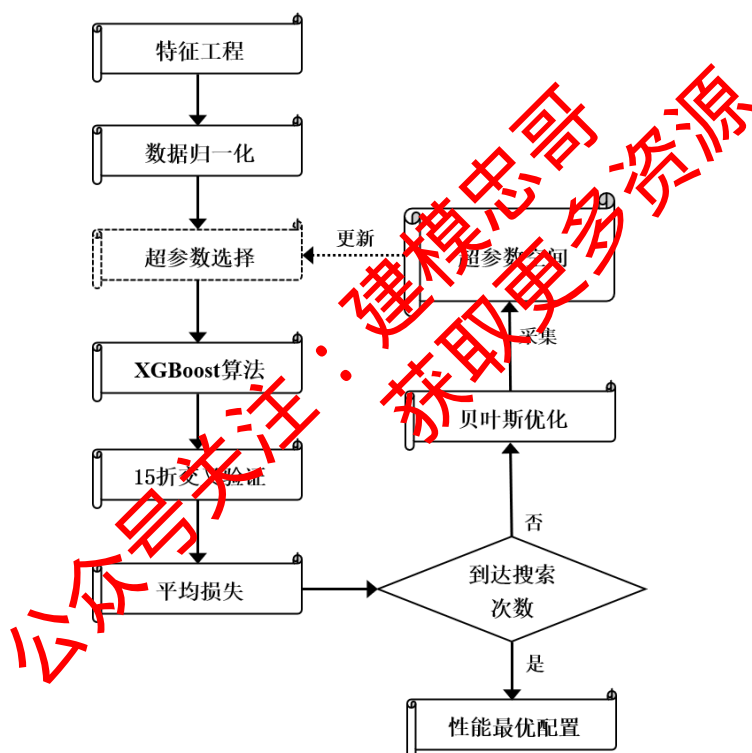 特征工程
数据归一化
超参数选择
更新
超参数空间
采集
XGBoost算法
贝叶斯优化
15折交叉验证
否
平均损失
到达搜索
次数
是
性能最优配置
公众号关注：建模忠哥
获取更多资源